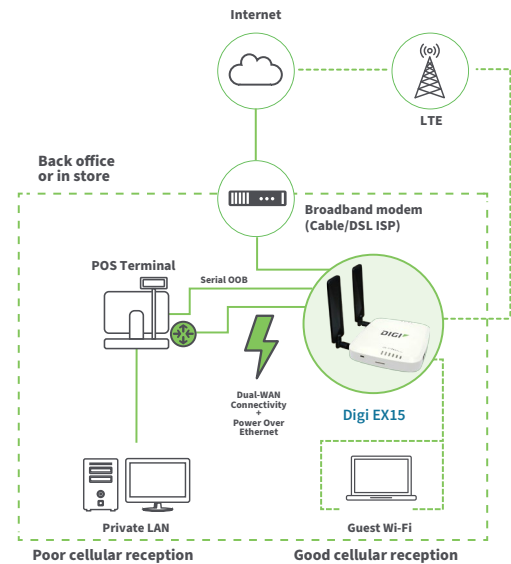 Internet
LTE
Back office
or in store
Broadband modem
(Cable/DSL ISP)
POS Terminal
Serial OOB
DIGI
Dual-WAN
Connectivity
+
Power Over
Ethernet
Digi EX15
Private LAN
Guest Wi-Fi
Poor cellular reception
Good cellular reception